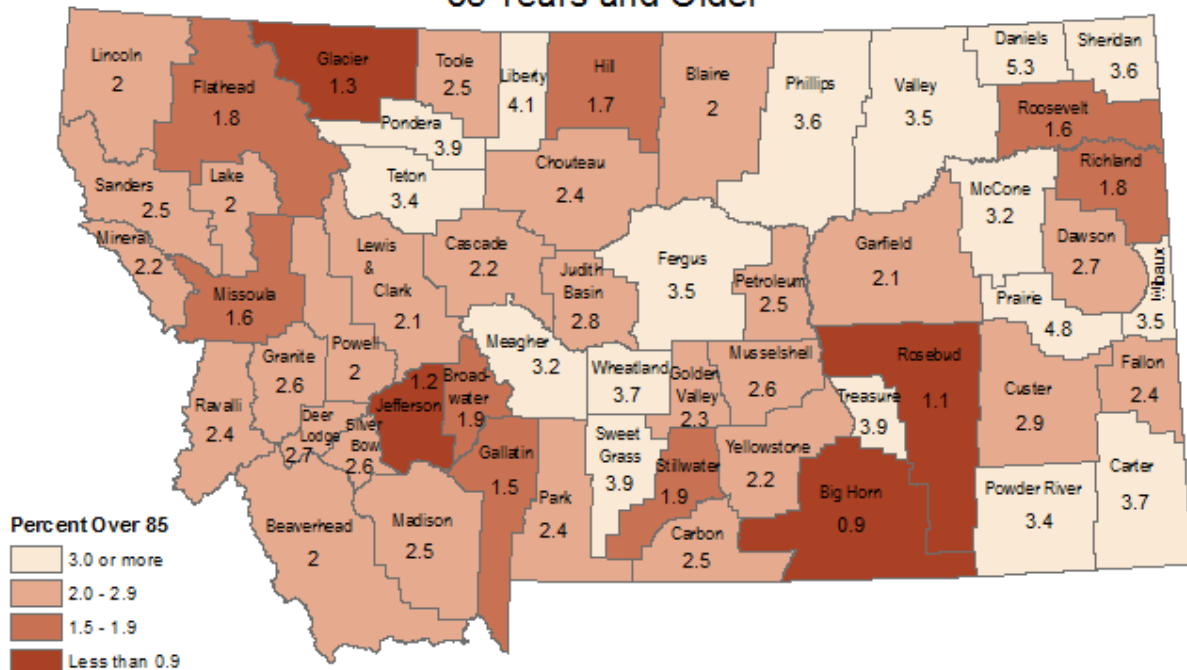 Years and Older
Lincoln
2
Flathead
1.8
Glacier
1.3
Toole
2.5
Liberty
4.1
Hill
1.7
Blaine
2
Phillips
3.6
Valley
3.5
Daniels
5.3
Sheridan
3.6
Roosevelt
1.6
Richland
1.8
Pondera
3.9
Teton
3.4
Chouteau
2.4
Sanders
2.5
Lake
2
Mineral
2.2
Missoula
1.6
Lewis
&
Clark
2.1
Cascade
2.2
Judith
Basin
2.8
Fergus
3.5
Petroleum
2.5
Garfield
2.1
McCone
3.2
Dawson
2.7
3.5
Prairie
4.8
Granite
2.6
Powell
2
Meagher
3.2
Wheatland
3.7
Golden
Valley
2.3
Musselshell
2.6
Rosebud
1.1
Treasure
3.9
Custer
2.9
Fallon
2.4
Ravalli
2.4
Deer
Lodge
2.7
Silver
Bow
2.6
1.2
Jefferson
Broad-
water
1.9
Gallatin
1.5
Park
2.4
Sweet
Grass
3.9
Stillwater
1.9
Yellowstone
2.2
Big Horn
0.9
Powder River
3.4
Carter
3.7
Beaverhead
2
Madison
2.5
Carbon
2.5
Percent Over 85
3.0 or more
2.0 - 2.9
1.5 - 1.9
Less than 0.9